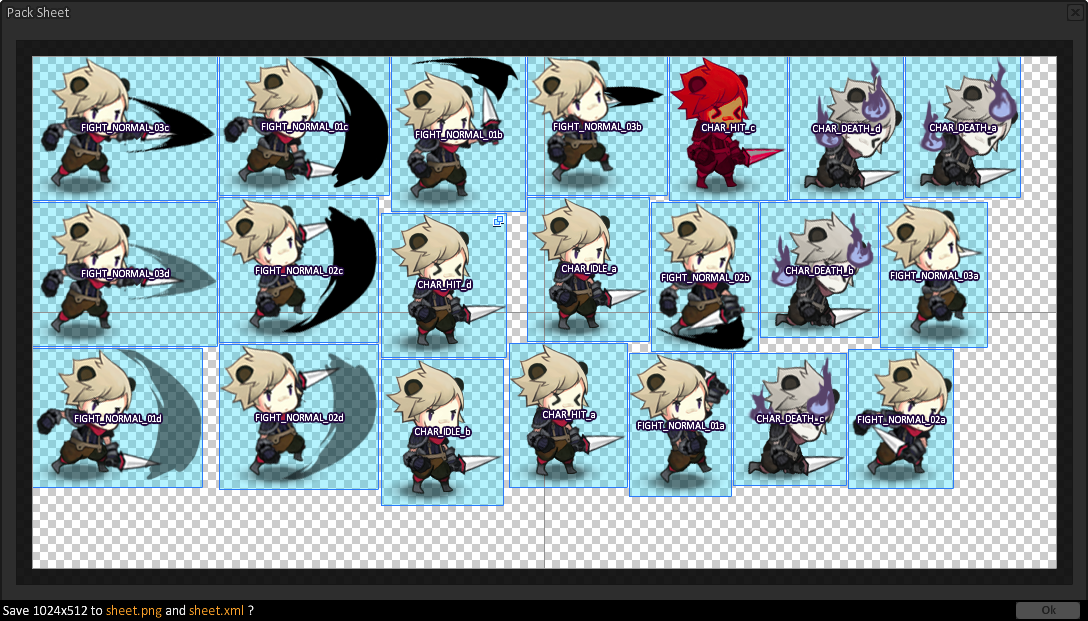 Pack Sheet
FIGHT_NORMAL_03c
FIGHT_NORMAL_01c
FIGHT_NORMAL_01b
FIGHT_NORMAL_03b
CHAR_HIT_c
CHAR_DEATH_d
CHAR_DEATH_a
FIGHT_NORMAL_03d
FIGHT_NORMAL_02c
CHAR_HIT_d
CHAR_IDLE_a
FIGHT_NORMAL_02b
CHAR_DEATH_b
FIGHT_NORMAL_03a
FIGHT_NORMAL_01d
FIGHT_NORMAL_02d
CHAR_IDLE_b
CHAR_HIT_a
FIGHT_NORMAL_01a
CHAR_DEATH_c
FIGHT_NORMAL_02a
Save 1024x512 to sheet.png and sheet.xml ?
Ok